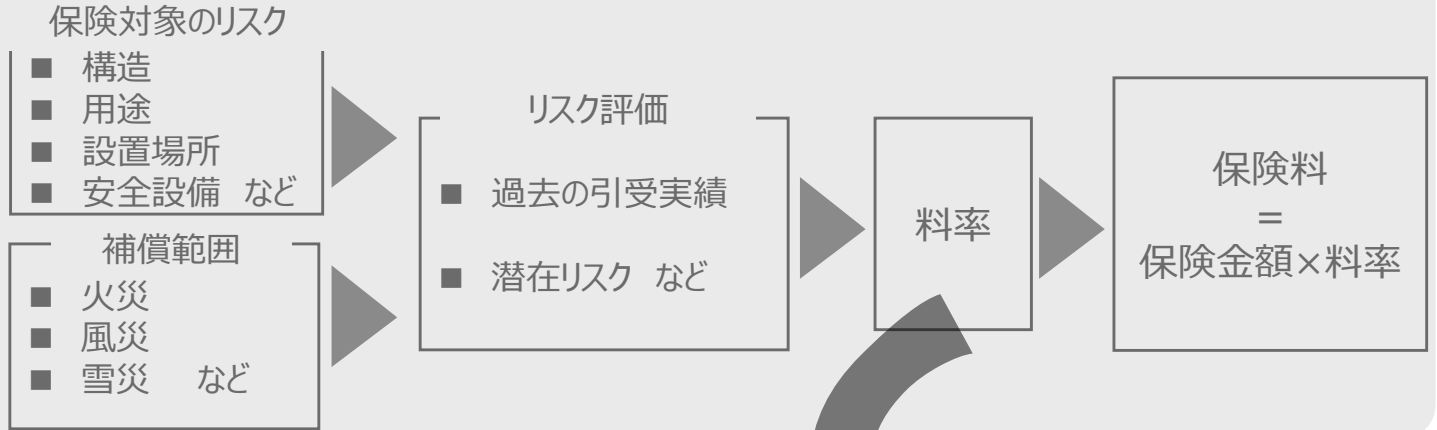 保険対象のリスク
■ 構造
■ 用途
■ 設置場所
■ 安全設備 など
補償範囲
■ 火災
■ 風災
■ 雪災 など
リスク評価
■ 過去の引受実績
■ 潜在リスク など
料率
保険料
=
保険金額×料率